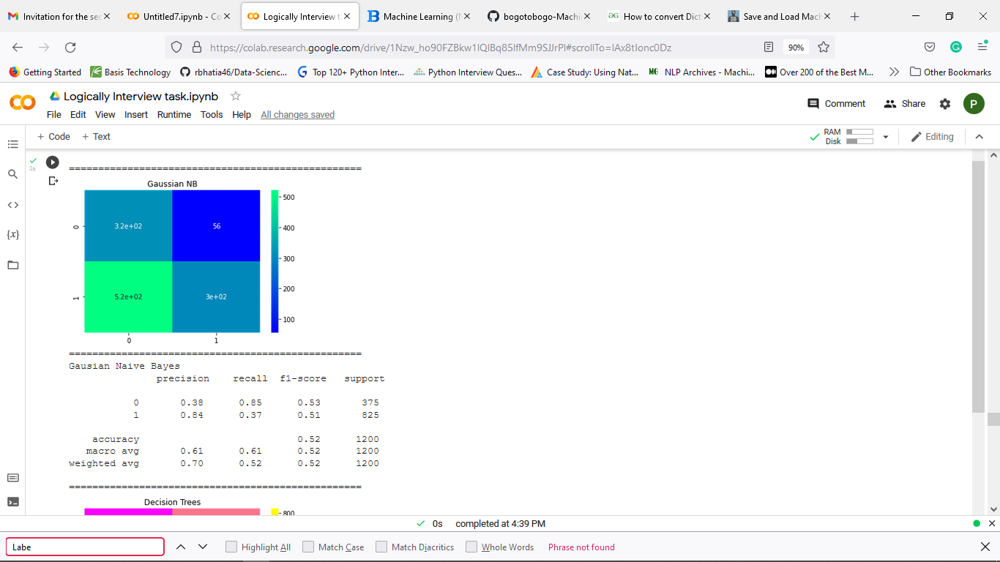 Invitation for the sec
Untitled7.ipynb - Co
Logically Interview t
Machine Learning (
bogotobogo-Machi
How to convert Dict
Save and Load Mach
https://colab.research.google.com/drive/1Nzw_ho90FZBkw1IQlBq85lfMm9SJJrPl#scrollTo=lAx8tIonc0Dz
90%
Getting Started
Basis Technology
rbhatia46/Data-Scienc...
Top 120+ Python Inter...
Python Interview Ques...
Case Study: Using Nat...
MG NLP Archives - Machi...
Over 200 of the Best M...
Other Bookmarks
Logically Interview task.ipynb
Comment
Share
P
File Edit View Insert Runtime Tools Help All changes saved
+ Code + Text
RAM
Disk
Editing
2s
==================================================
Gaussian NB
0 3.2e+02 56
1 5.2e+02 3e+02
0 1
500
400
300
200
100
==================================================
Gausian Naive Bayes
precision recall f1-score support
0 0.38 0.85 0.53 375
1 0.84 0.37 0.51 825
accuracy 0.52 1200
macro avg 0.61 0.61 0.52 1200
weighted avg 0.70 0.52 0.52 1200
==================================================
Decision Trees
800
0s completed at 4:39 PM
Labe
Highlight All
Match Case
Match Diacritics
Whole Words
Phrase not found